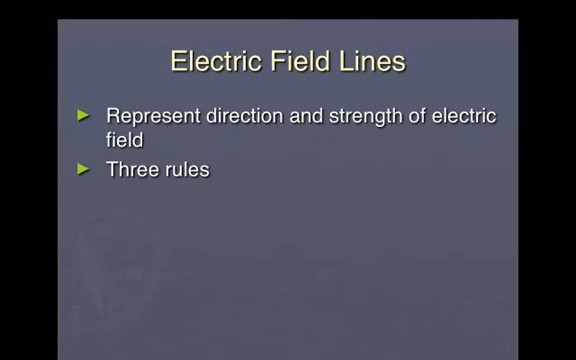 Electric Field Lines
Represent direction and strength of electric
field
Three rules